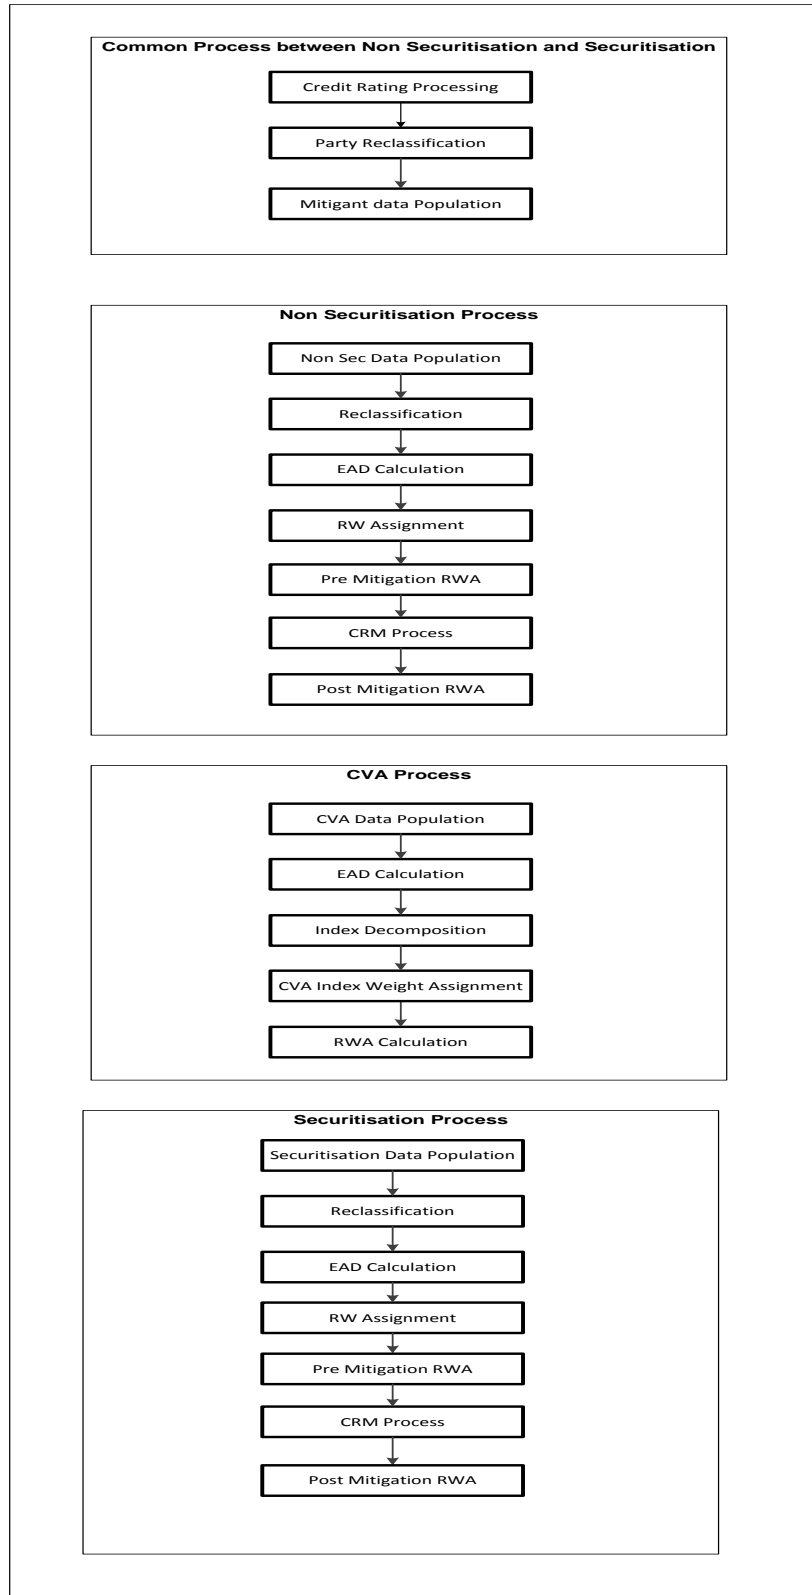 Common Process between Non Securitisation and Securitisation
Credit Rating Processing
Party Reclassification
Mitigant data Population
Non Securitisation Process
Non Sec Data Population
Reclassification
EAD Calculation
RW Assignment
Pre Mitigation RWA
CRM Process
Post Mitigation RWA
CVA Process
CVA Data Population
EAD Calculation
Index Decomposition
CVA Index Weight Assignment
RWA Calculation
Securitisation Process
Securitisation Data Population
Reclassification
EAD Calculation
RW Assignment
Pre Mitigation RWA
CRM Process
Post Mitigation RWA